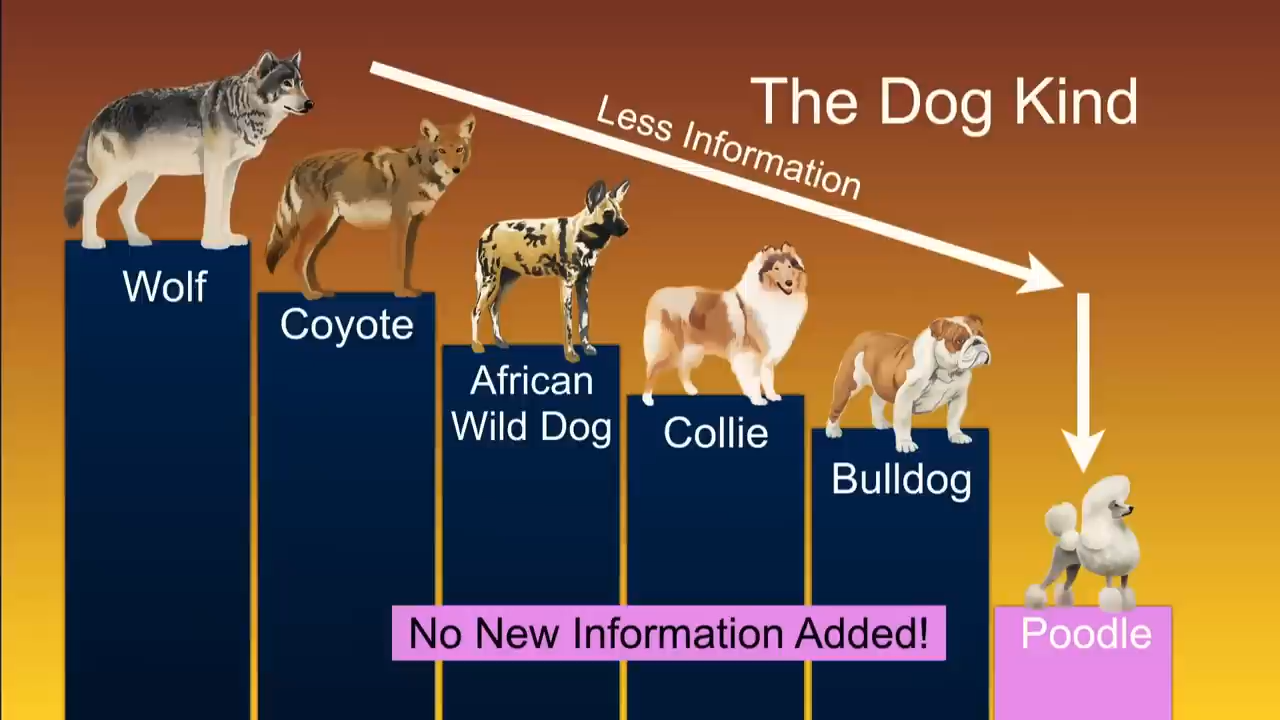 The Dog Kind
Less Information
Wolf
Coyote
African
Wild Dog
Collie
Bulldog
Poodle
No New Information Added!